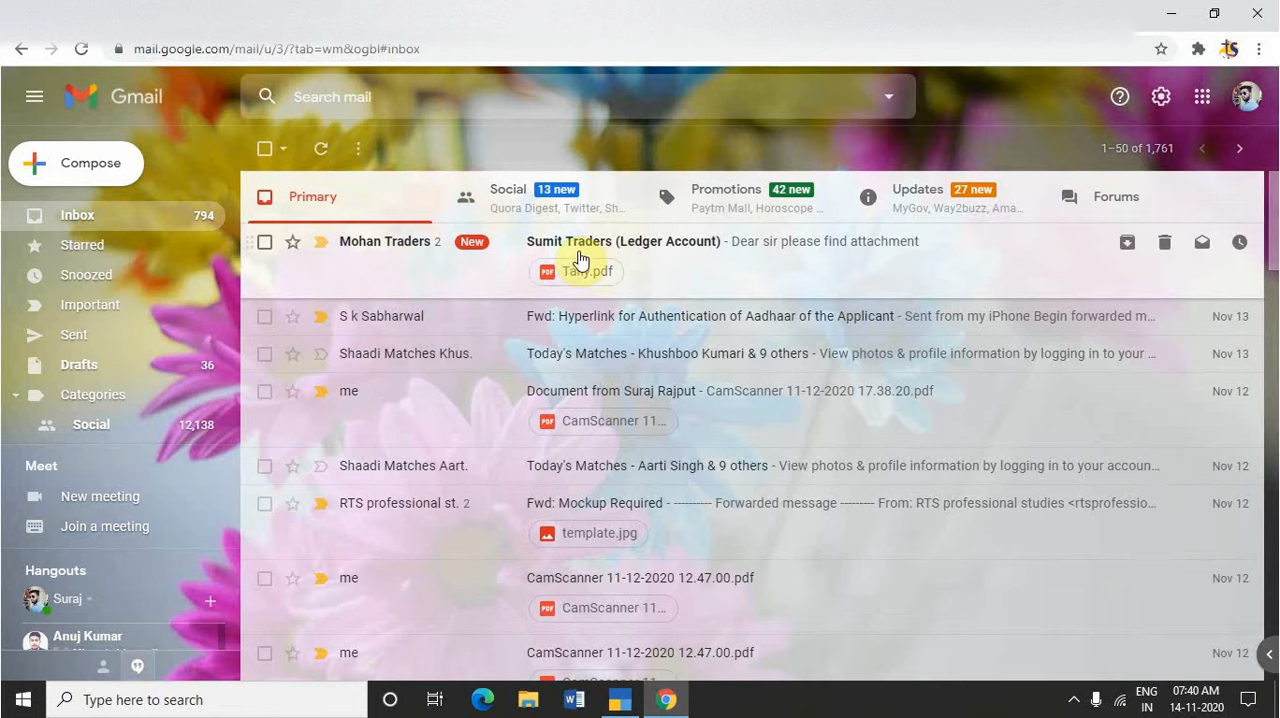 mail.google.com/mail/u/3/?tab=wm&ogbl#inbox
Gmail
Search mail
Compose
1–50 of 1,761
Primary
Social 13 new
Quora Digest, Twitter, Sh...
Promotions 42 new
Paytm Mall, Horoscope ...
Updates 27 new
MyGov, Way2buzz, Ama...
Forums
Inbox 794
Starred
Snoozed
Important
Sent
Drafts 36
Categories
Social 12,138
Meet
New meeting
Join a meeting
Hangouts
Suraj
Anuj Kumar
Mohan Traders 2 New Sumit Traders (Ledger Account) - Dear sir please find attachment
PDF Tally.pdf
S k Sabharwal Fwd: Hyperlink for Authentication of Aadhaar of the Applicant - Sent from my iPhone Begin forwarded m... Nov 13
Shaadi Matches Khus. Today's Matches - Khushboo Kumari & 9 others - View photos & profile information by logging in to your ... Nov 13
me Document from Suraj Rajput - CamScanner 11-12-2020 17.38.20.pdf Nov 12
PDF CamScanner 11...
Shaadi Matches Aart. Today's Matches - Aarti Singh & 9 others - View photos & profile information by logging in to your accoun... Nov 12
RTS professional st. 2 Fwd: Mockup Required - ---------- Forwarded message --------- From: RTS professional studies <rtsprofessio... Nov 12
template.jpg
me CamScanner 11-12-2020 12.47.00.pdf Nov 12
PDF CamScanner 11...
me CamScanner 11-12-2020 12.47.00.pdf Nov 12
Type here to search
ENG
IN
07:40 AM
14-11-2020